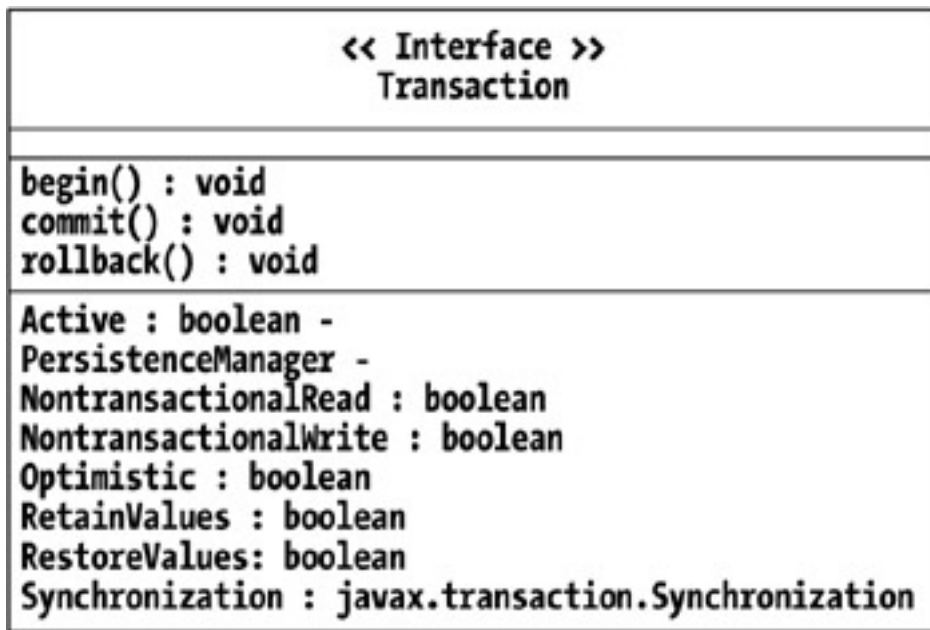 << Interface >>
Transaction
begin() : void
commit() : void
rollback() : void
Active : boolean -
PersistenceManager -
NontransactionalRead : boolean
NontransactionalWrite : boolean
Optimistic : boolean
RetainValues : boolean
RestoreValues: boolean
Synchronization : javax.transaction.Synchronization